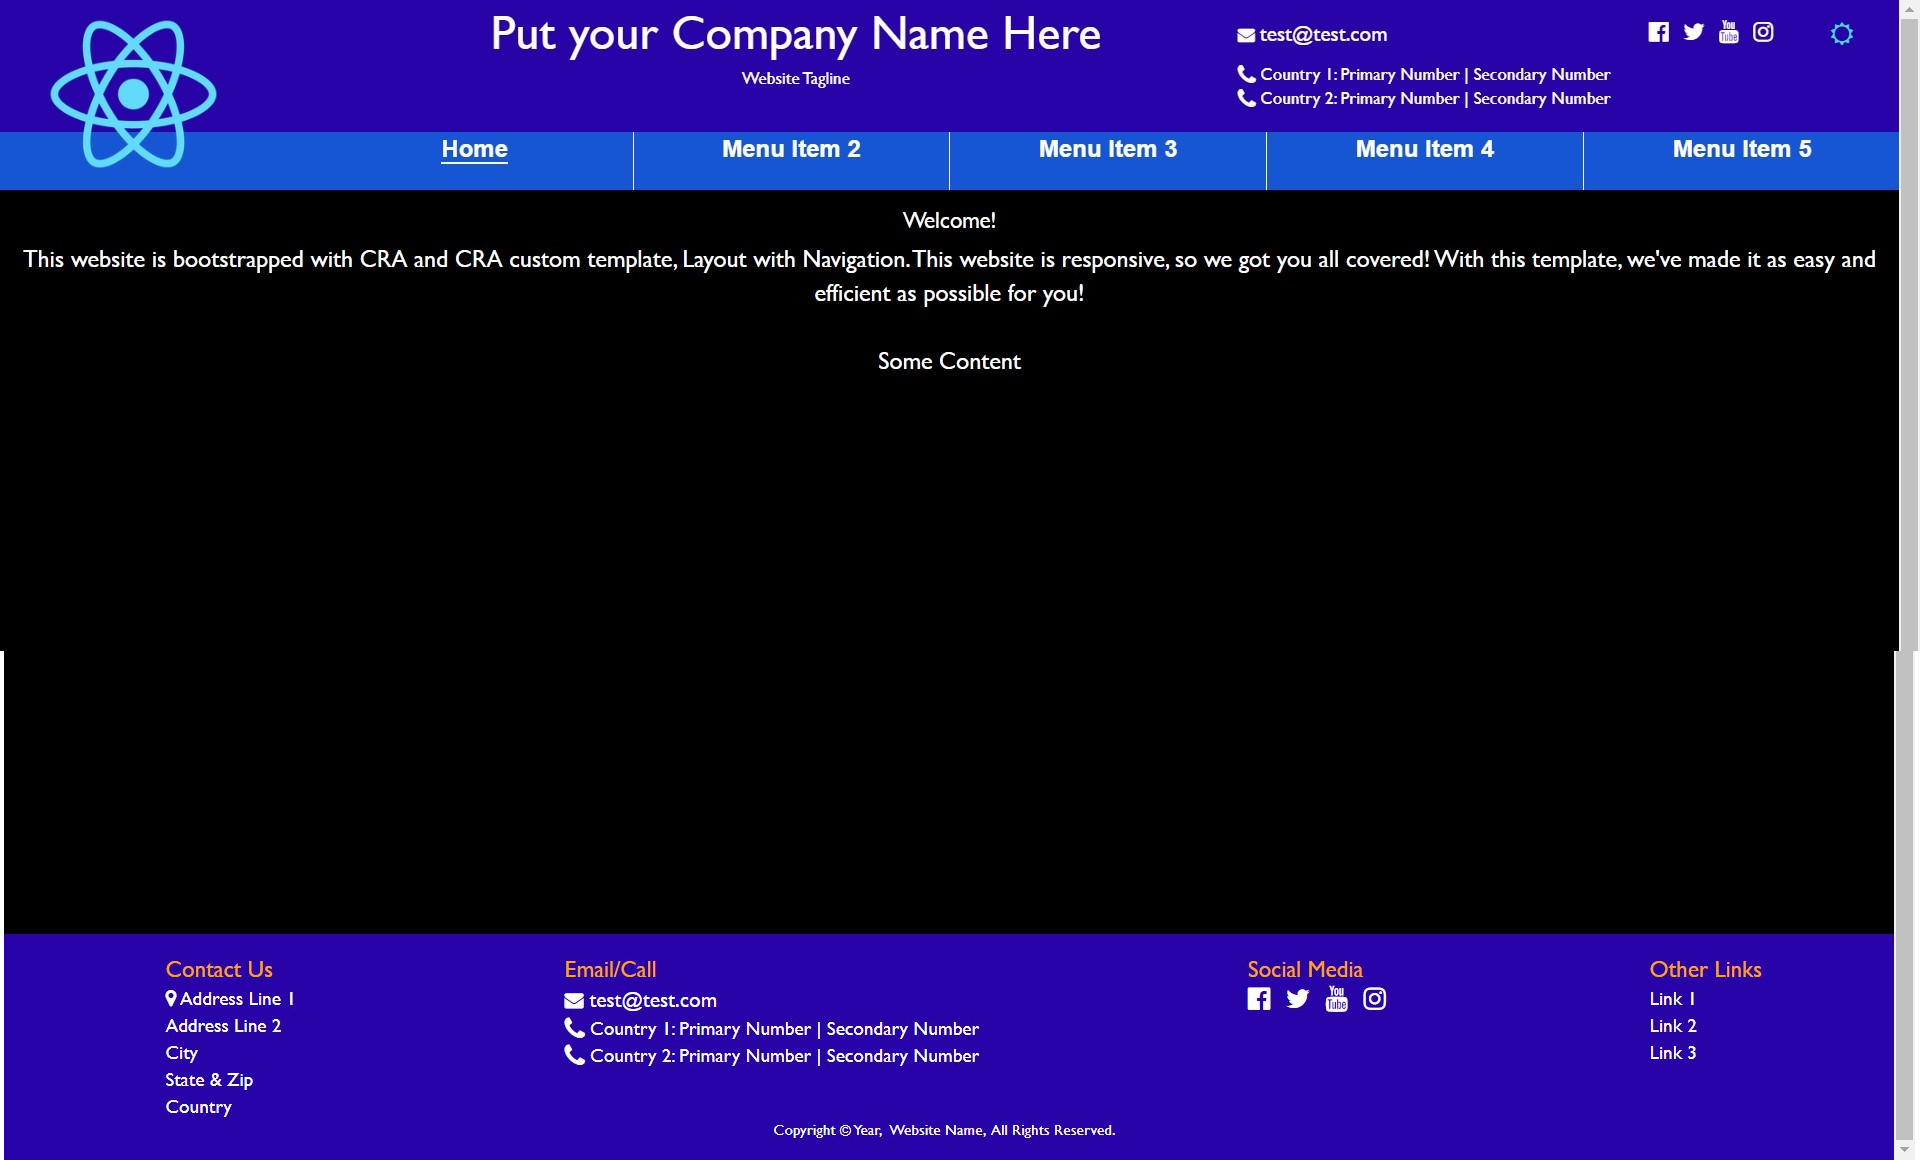 Put your Company Name Here
Website Tagline
test@test.com
Country 1: Primary Number | Secondary Number
Country 2: Primary Number | Secondary Number
You
Tube
Home
Menu Item 2
Menu Item 3
Menu Item 4
Menu Item 5
Welcome!
This website is bootstrapped with CRA and CRA custom template, Layout with Navigation. This website is responsive, so we got you all covered! With this template, we've made it as easy and
efficient as possible for you!
Some Content
Contact Us
Address Line 1
Address Line 2
City
State & Zip
Country
Email/Call
test@test.com
Country 1: Primary Number | Secondary Number
Country 2: Primary Number | Secondary Number
Social Media
You
Tube
Other Links
Link 1
Link 2
Link 3
Copyright © Year, Website Name, All Rights Reserved.